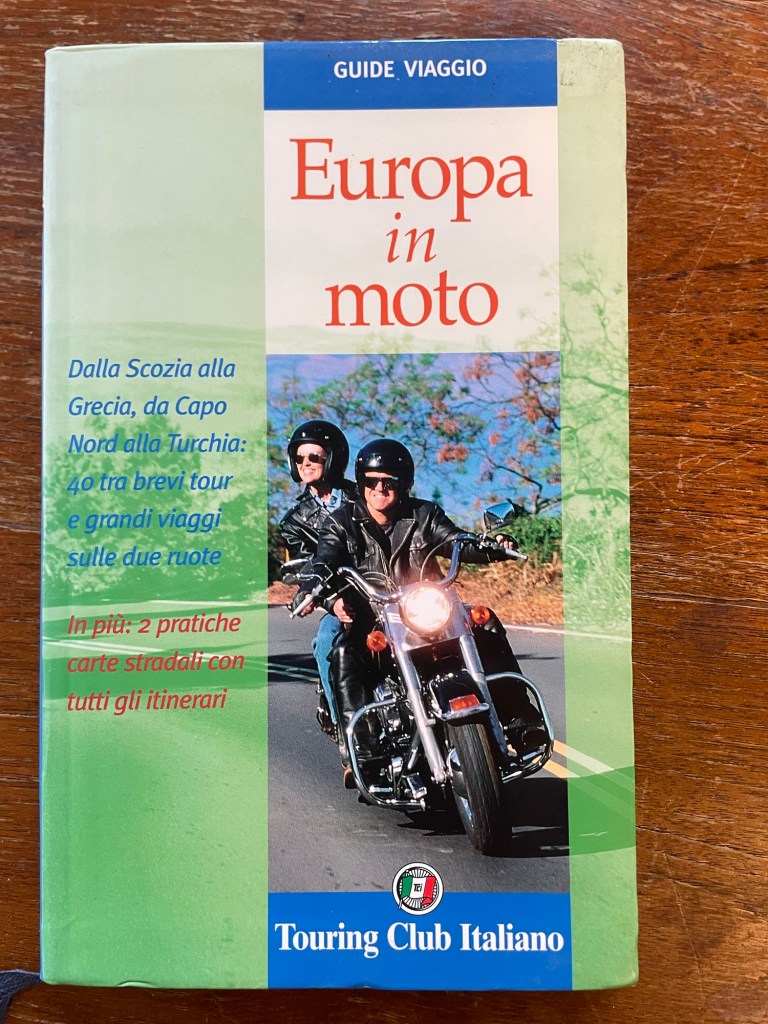 GUIDE VIAGGIO
Europa
in
moto
Dalla Scozia alla
Grecia, da Capo
Nord alla Turchia:
40 tra brevi tour
e grandi viaggi
sulle due ruote
In più: 2 pratiche
carte stradali con
tutti gli itinerari
TCI
Touring Club Italiano